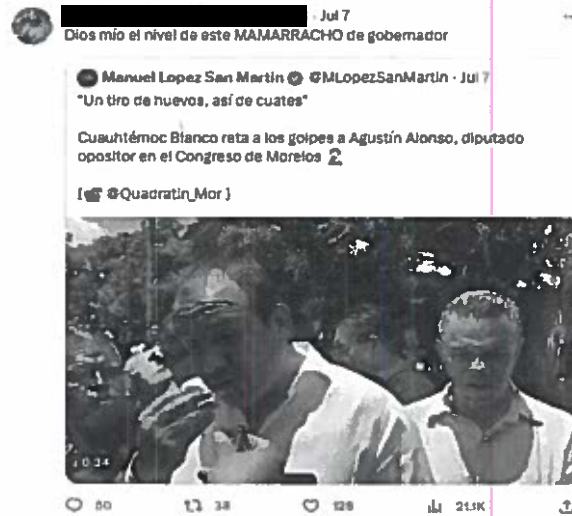 · Jul 7
Dios mío el nivel de este MAMARRACHO de gobernador
Manuel Lopez San Martin @MLopezSanMartin · Jul 7
"Un tiro de huevos, así de cuates"
Cuauhtémoc Blanco reta a los golpes a Agustín Alonso, diputado
opositor en el Congreso de Morelos
[ @Quadratin_Mor ]
0:34
50 38 128 21.1K